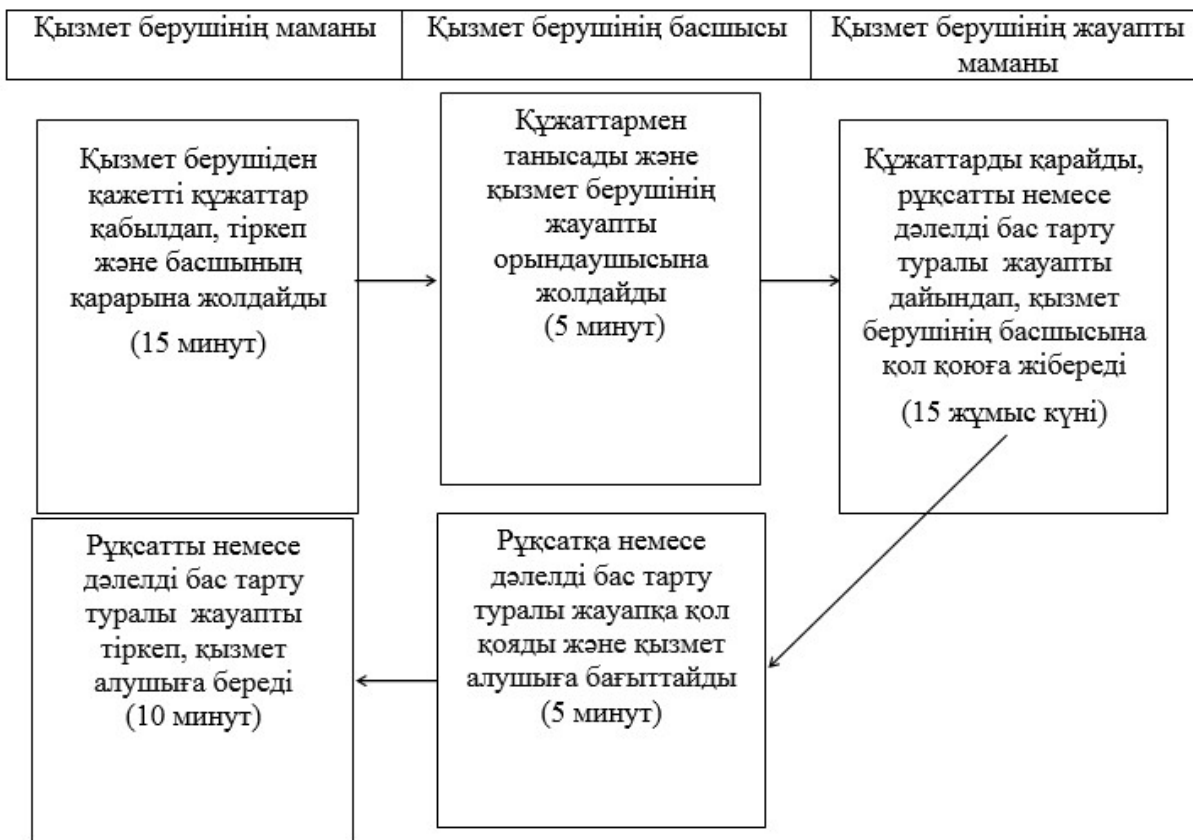 Қызмет берушінің маманы
Қызмет берушінің басшысы
Қызмет берушінің жауапты
маманы
Қызмет берушіден
қажетті құжаттар
қабылдап, тіркеп
және басшының
қарарына жолдайды
(15 минут)
Құжаттармен
танысады және
қызмет берушінің
жауапты
орындаушысына
жолдайды
(5 минут)
Құжаттарды қарайды,
рұқсатты немесе
дәлелді бас тарту
туралы жауапты
дайындап, қызмет
берушінің басшысына
қол қоюға жібереді
(15 жұмыс күні)
Рұқсатқа немесе
дәлелді бас тарту
туралы жауапқа қол
қояды және қызмет
алушыға бағыттайды
(5 минут)
Рұқсатты немесе
дәлелді бас тарту
туралы жауапты
тіркеп, қызмет
алушыға береді
(10 минут)